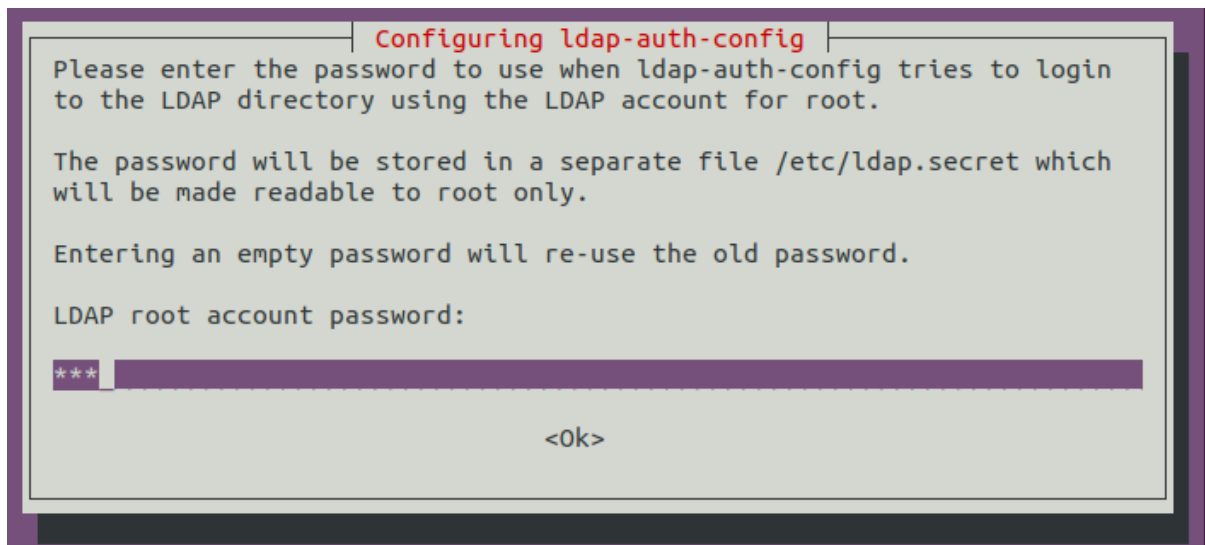 Configuring ldap-auth-config
Please enter the password to use when ldap-auth-config tries to login
to the LDAP directory using the LDAP account for root.
The password will be stored in a separate file /etc/ldap.secret which
will be made readable to root only.
Entering an empty password will re-use the old password.
LDAP root account password:
***
<Ok>